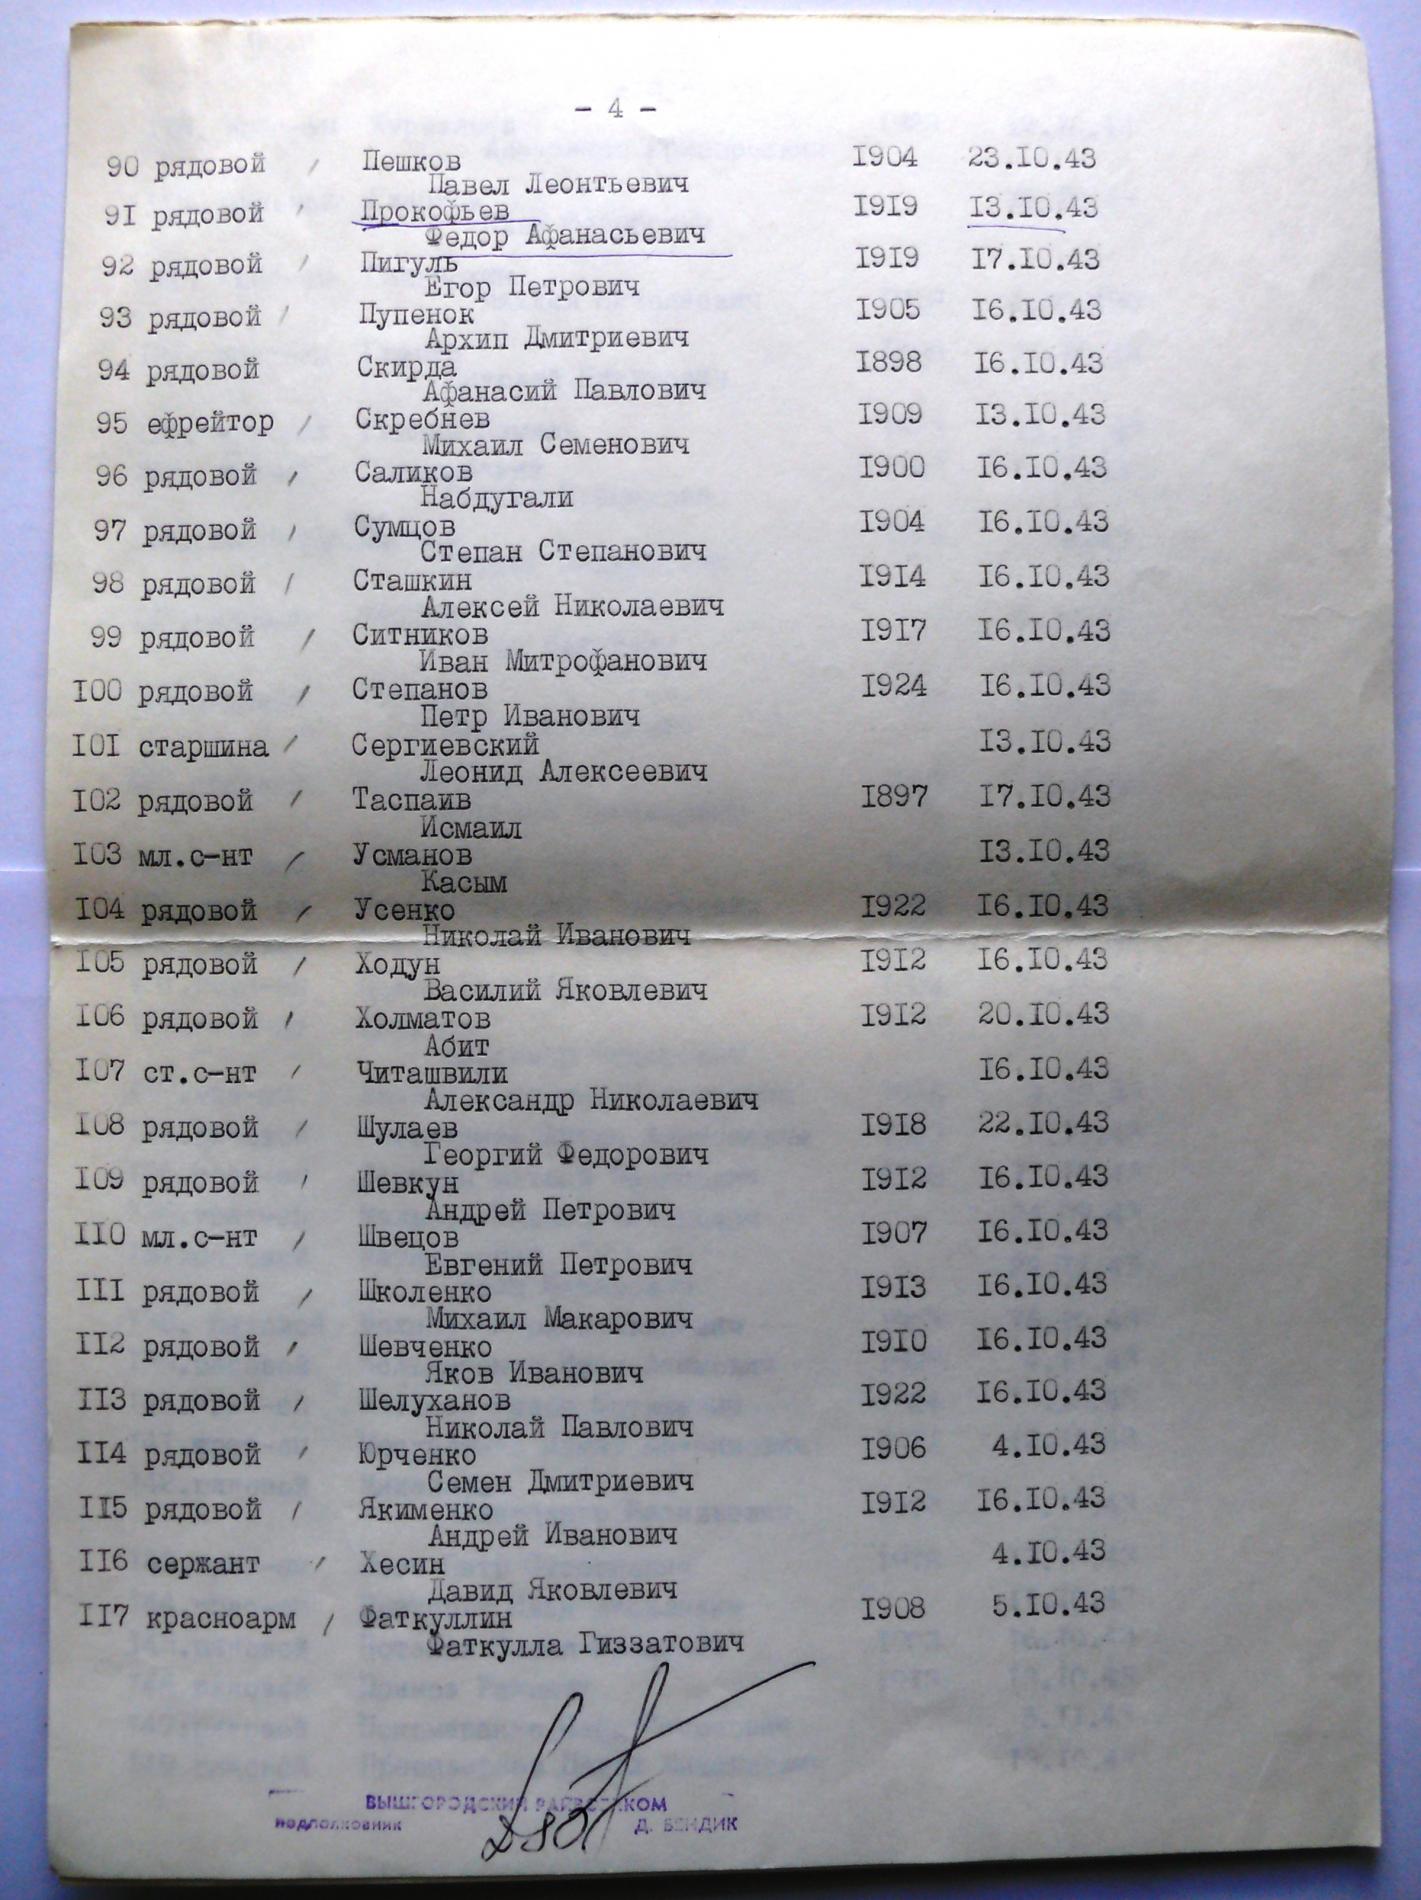 - 4 -
90 рядовой / Пешков 1904 23.10.43
Павел Леонтьевич
91 рядовой / Прокофьев 1919 13.10.43
Федор Афанасьевич
92 рядовой / Пигуль 1919 17.10.43
Егор Петрович
93 рядовой / Пупенок 1905 16.10.43
Архип Дмитриевич
94 рядовой Скирда 1898 16.10.43
Афанасий Павлович
95 ефрейтор / Скребнев 1909 13.10.43
Михаил Семенович
96 рядовой / Саликов 1900 16.10.43
Набдугали
97 рядовой / Сумцов 1904 16.10.43
Степан Степанович
98 рядовой / Сташкин 1914 16.10.43
Алексей Николаевич
99 рядовой / Ситников 1917 16.10.43
Иван Митрофанович
100 рядовой / Степанов 1924 16.10.43
Петр Иванович
101 старшина / Сергиевский 13.10.43
Леонид Алексеевич
102 рядовой / Таспаив 1897 17.10.43
Исмаил
103 мл.с-нт / Усманов 13.10.43
Касым
104 рядовой / Усенко 1922 16.10.43
Николай Иванович
105 рядовой / Ходун 1912 16.10.43
Василий Яковлевич
106 рядовой / Холматов 1912 20.10.43
Абит
107 ст.с-нт / Читашвили 16.10.43
Александр Николаевич
108 рядовой / Шулаев 1918 22.10.43
Георгий Федорович
109 рядовой / Шевкун 1912 16.10.43
Андрей Петрович
110 мл.с-нт / Швецов 1907 16.10.43
Евгений Петрович
111 рядовой / Школенко 1913 16.10.43
Михаил Макарович
112 рядовой / Шевченко 1910 16.10.43
Яков Иванович
113 рядовой / Шелуханов 1922 16.10.43
Николай Павлович
114 рядовой / Юрченко 1906 4.10.43
Семен Дмитриевич
115 рядовой / Якименко 1912 16.10.43
Андрей Иванович
116 сержант / Хесин 4.10.43
Давид Яковлевич
117 красноарм / Фаткуллин 1908 5.10.43
Фаткулла Гиззатович
ВЫШГОРОДСКИЙ РАЙВОЕНКОМ
подполковник Д. БЕНДИК